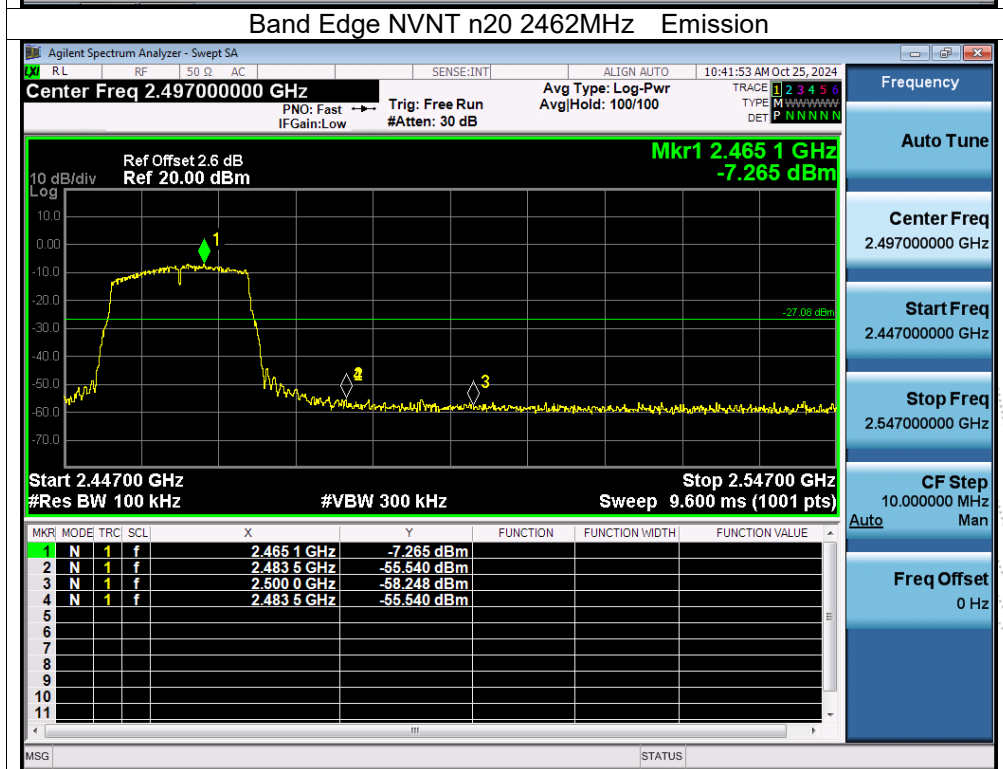 Band Edge NVNT n20 2462MHz Emission
Agilent Spectrum Analyzer - Swept SA
LXI RL RF 50 Ω AC SENSE:INT ALIGN AUTO 10:41:53 AM Oct 25, 2024
Center Freq 2.497000000 GHz
PNO: Fast
IFGain:Low
Trig: Free Run
#Atten: 30 dB
Avg Type: Log-Pwr
Avg|Hold: 100/100
TRACE 1 2 3 4 5 6
TYPE M WWWWW
DET P N N N N N
Mkr1 2.465 1 GHz
-7.265 dBm
Ref Offset 2.6 dB
10 dB/div Ref 20.00 dBm
Log
10.0
0.00
-10.0
-20.0
-30.0
-40.0
-50.0
-60.0
-70.0
1
3
-27.08 dBm
Start 2.44700 GHz Stop 2.54700 GHz
#Res BW 100 kHz #VBW 300 kHz Sweep 9.600 ms (1001 pts)
MKR MODE TRC SCL X Y FUNCTION FUNCTION WIDTH FUNCTION VALUE
1 N 1 f 2.465 1 GHz -7.265 dBm
2 N 1 f 2.483 5 GHz -55.540 dBm
3 N 1 f 2.500 0 GHz -58.248 dBm
4 N 1 f 2.483 5 GHz -55.540 dBm
5
6
7
8
9
10
11
MSG STATUS
Frequency
Auto Tune
Center Freq
2.497000000 GHz
Start Freq
2.447000000 GHz
Stop Freq
2.547000000 GHz
CF Step
10.000000 MHz
Auto Man
Freq Offset
0 Hz